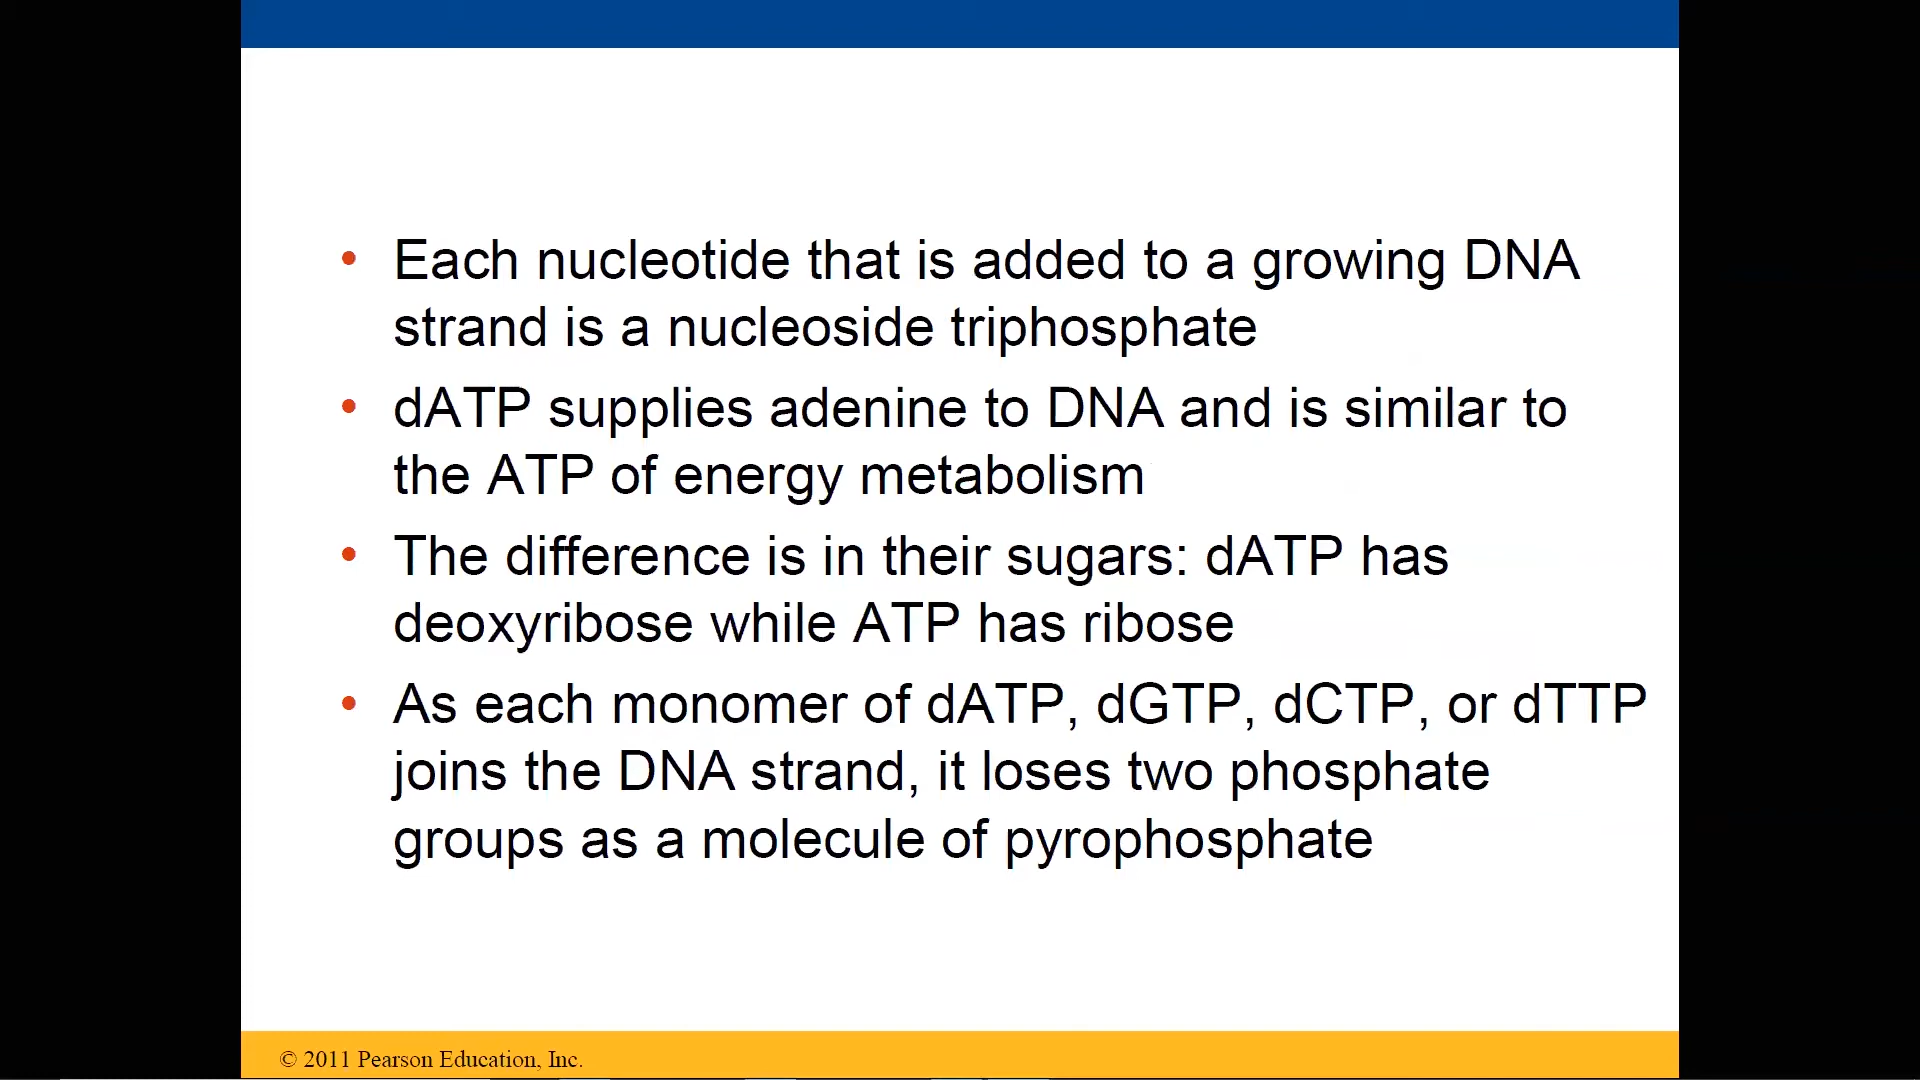 • Each nucleotide that is added to a growing DNA
strand is a nucleoside triphosphate
• dATP supplies adenine to DNA and is similar to
the ATP of energy metabolism
• The difference is in their sugars: dATP has
deoxyribose while ATP has ribose
• As each monomer of dATP, dGTP, dCTP, or dTTP
joins the DNA strand, it loses two phosphate
groups as a molecule of pyrophosphate
© 2011 Pearson Education, Inc.